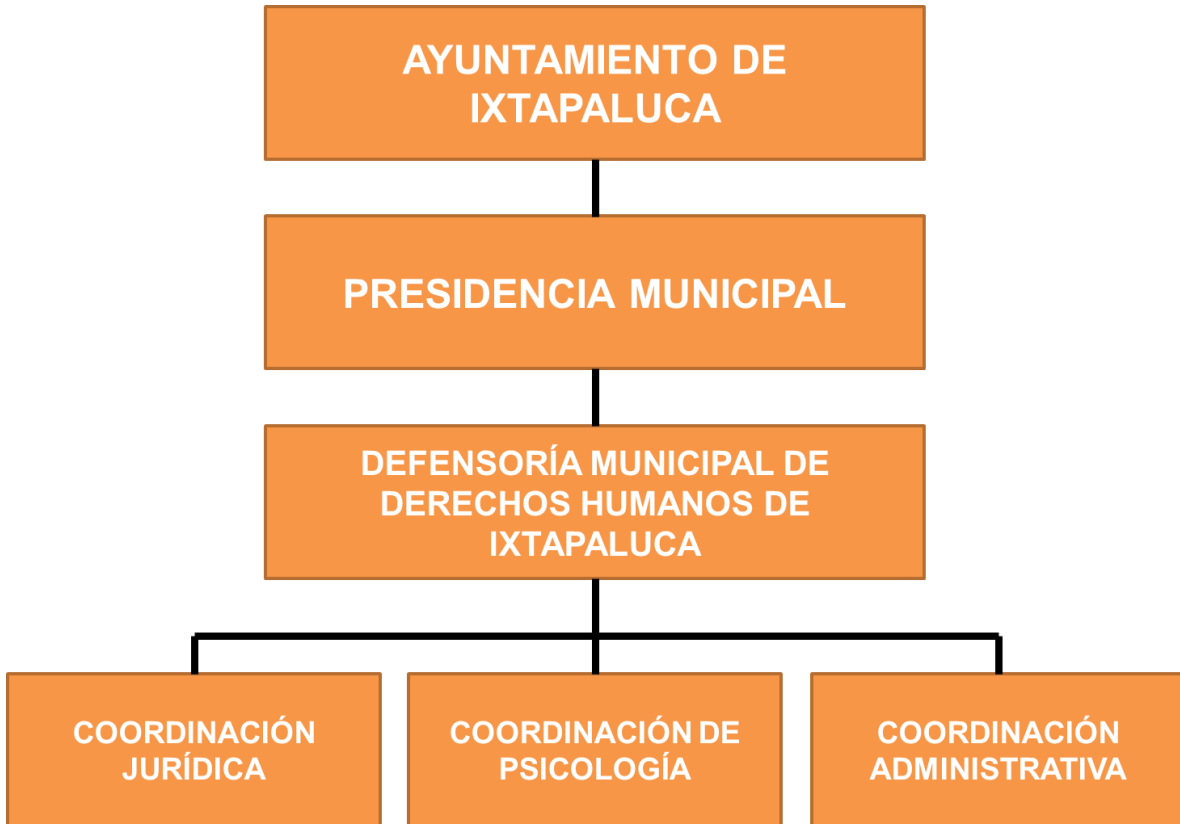 AYUNTAMIENTO DE
IXTAPALUCA
PRESIDENCIA MUNICIPAL
DEFENSORÍA MUNICIPAL DE
DERECHOS HUMANOS DE
IXTAPALUCA
COORDINACIÓN
JURÍDICA
COORDINACIÓN DE
PSICOLOGÍA
COORDINACIÓN
ADMINISTRATIVA